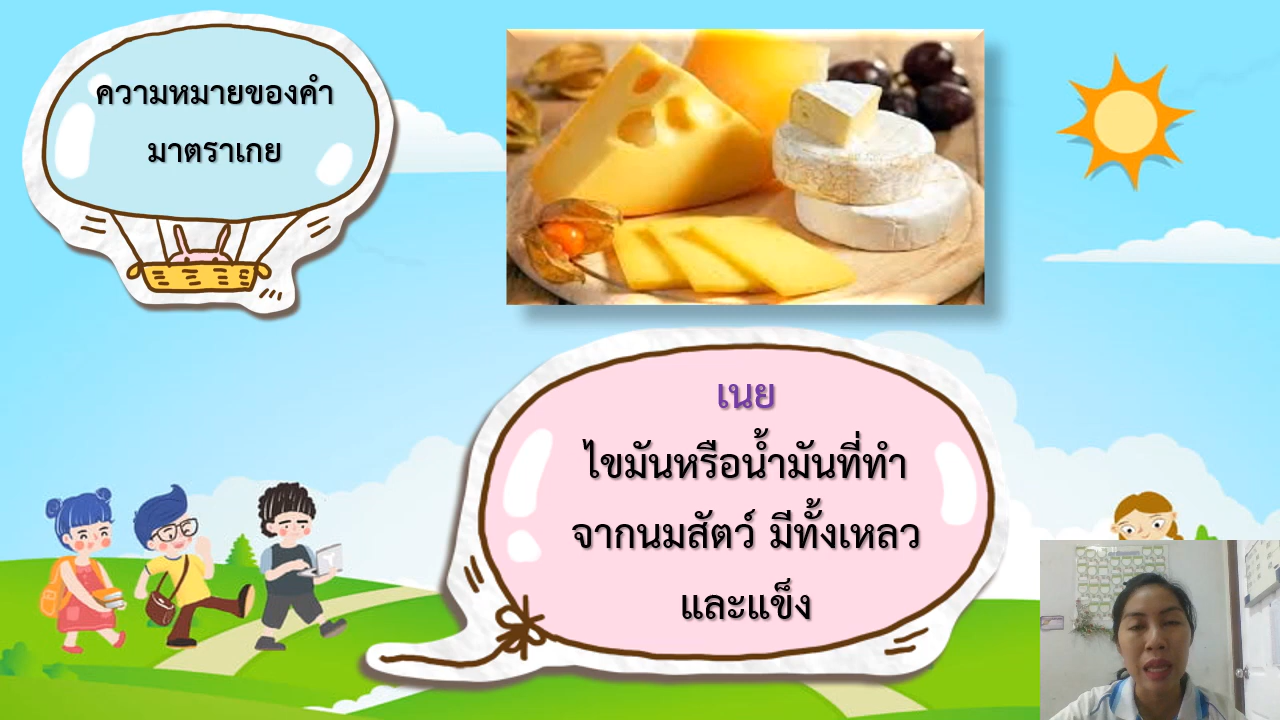 ความหมายของคำ
มาตราเกย
เนย
ไขมันหรือน้ำมันที่ทำ
จากนมสัตว์ มีทั้งเหลว
และแข็ง